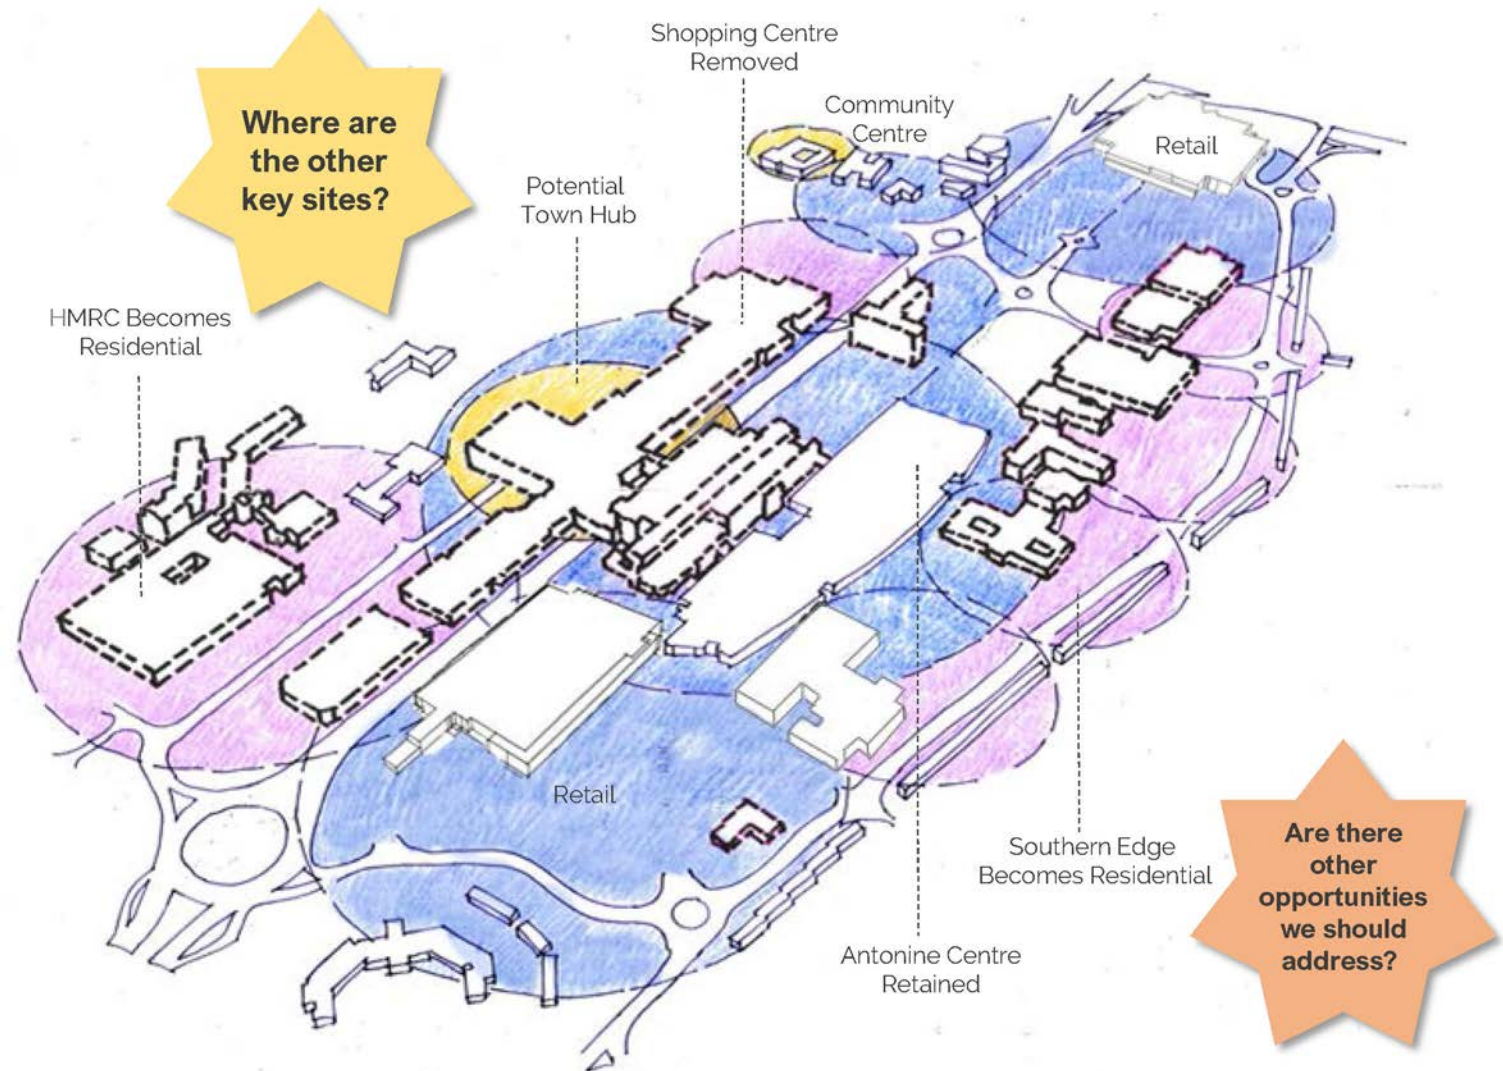 Shopping Centre
Removed
Community
Centre
Retail
Where are
the other
key sites?
Potential
Town Hub
HMRC Becomes
Residential
Retail
Southern Edge
Becomes Residential
Antonine Centre
Retained
Are there
other
opportunities
we should
address?